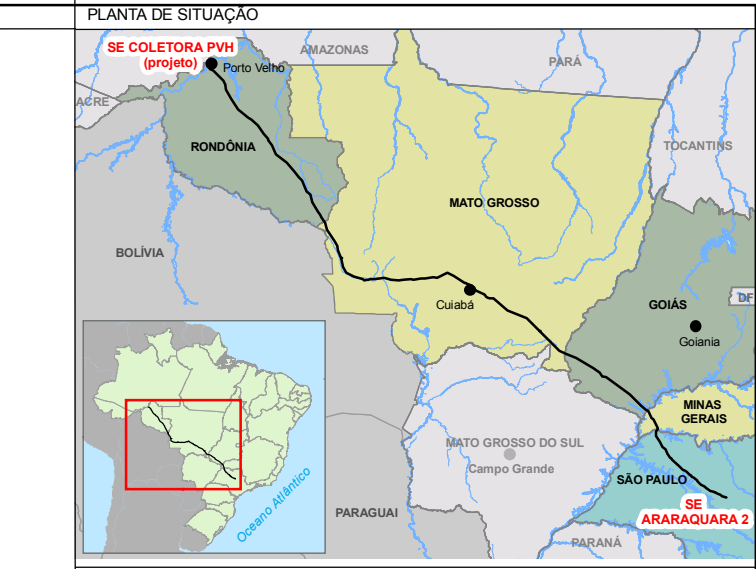 PLANTA DE SITUAÇÃO
SE COLETORA PVH
(projeto)
Porto Velho
AMAZONAS
PARÁ
ACRE
TOCANTINS
RONDÔNIA
MATO GROSSO
BOLÍVIA
Cuiabá
GOIÁS
DF
Goiania
MINAS
GERAIS
MATO GROSSO DO SUL
Campo Grande
SÃO PAULO
SE
ARARAQUARA 2
PARAGUAI
PARANÁ
Oceano Atlântico